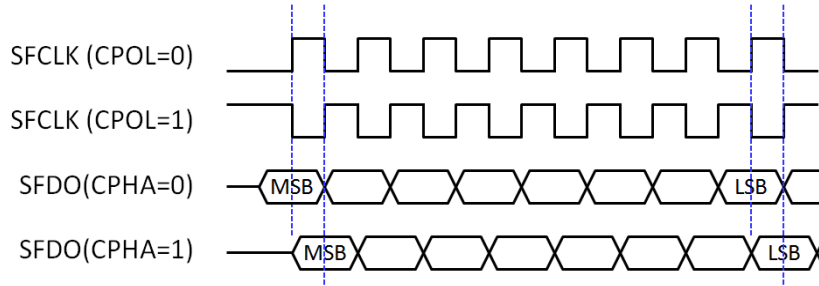 SFCLK (CPOL=0)
SFCLK (CPOL=1)
SFDO(CPHA=0) MSB LSB
SFDO(CPHA=1) MSB LSB